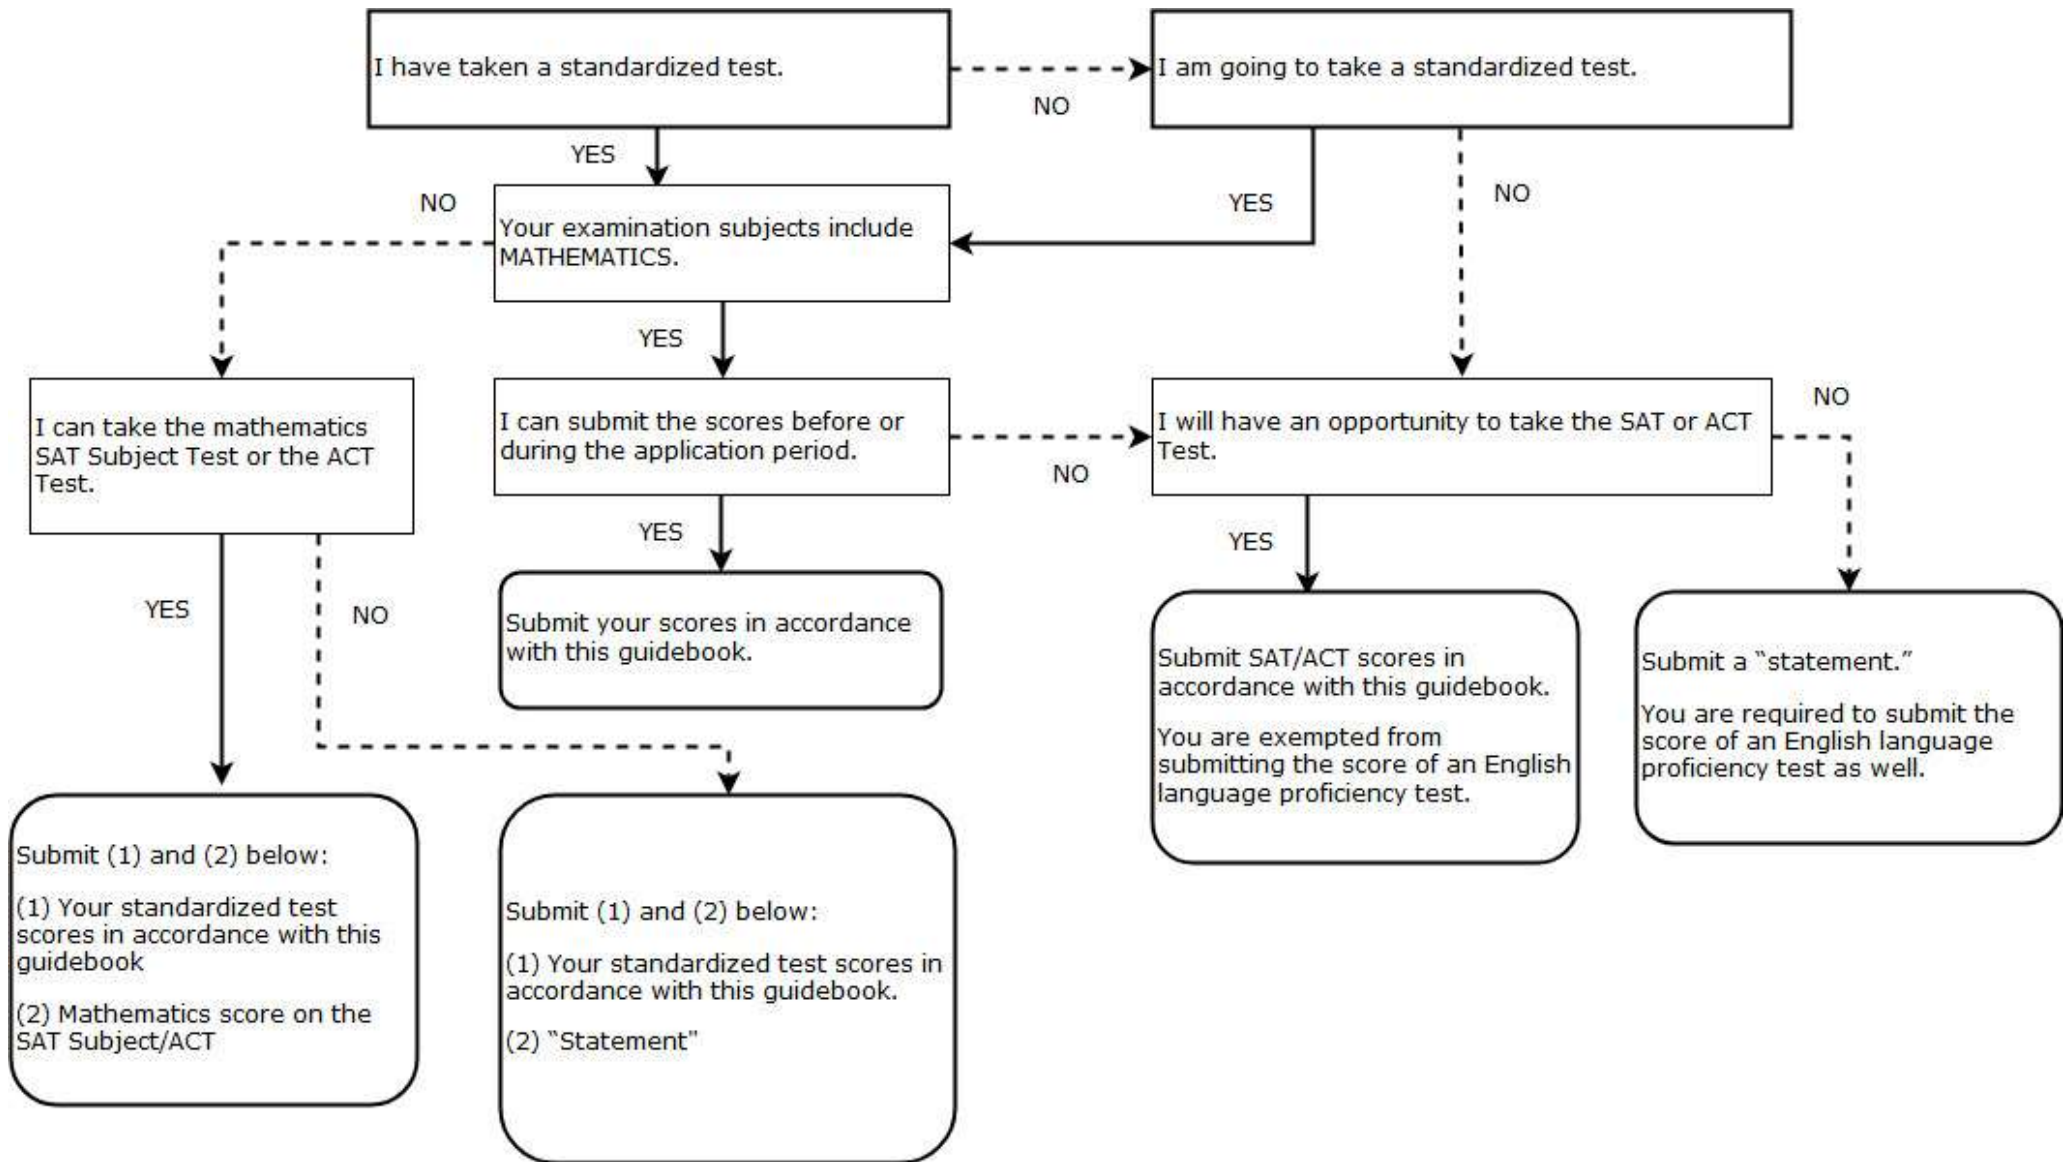 I have taken a standardized test.
NO
I am going to take a standardized test.
YES
NO
Your examination subjects include
MATHEMATICS.
YES
NO
YES
I can take the mathematics
SAT Subject Test or the ACT
Test.
I can submit the scores before or
during the application period.
NO
I will have an opportunity to take the SAT or ACT
Test.
NO
YES
NO
YES
YES
Submit your scores in accordance
with this guidebook.
Submit SAT/ACT scores in
accordance with this guidebook.
You are exempted from
submitting the score of an English
language proficiency test.
Submit a “statement.”
You are required to submit the
score of an English language
proficiency test as well.
Submit (1) and (2) below:
(1) Your standardized test
scores in accordance with this
guidebook
(2) Mathematics score on the
SAT Subject/ACT
Submit (1) and (2) below:
(1) Your standardized test scores in
accordance with this guidebook.
(2) “Statement"